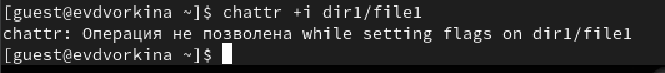 [guest@evdvorkina ~]$ chattr +i dir1/file1
chattr: Операция не позволена while setting flags on dir1/file1
[guest@evdvorkina ~]$